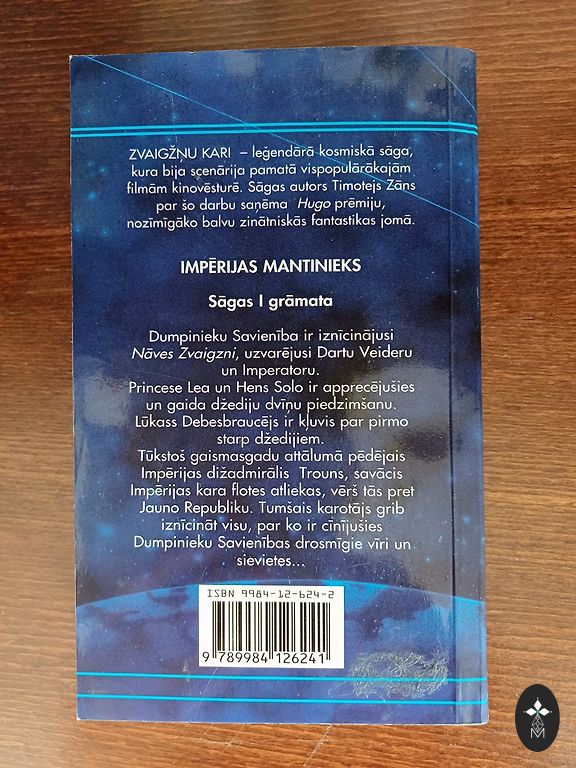 ZVAIGŽŅU KARI – leģendārā kosmiskā sāga,
kura bija scenārija pamatā vispopulārākajām
filmām kinovēsturē. Sāgas autors Timotejs Zāns
par šo darbu saņēma Hugo prēmiju,
nozīmīgāko balvu zinātniskās fantastikas jomā.
IMPĒRIJAS MANTINIEKS
Sāgas I grāmata
Dumpinieku Savienība ir iznīcinājusi
Nāves Zvaigzni, uzvarējusi Dartu Veideru
un Imperatoru.
Princese Lea un Hens Solo ir apprecējušies
un gaida džediju dvīņu piedzimšanu.
Lūkass Debesbraucējs ir kļuvis par pirmo
starp džedijiem.
Tūkstoš gaismasgadu attālumā pēdējais
Impērijas dižadmirālis Trouns, savācis
Impērijas kara flotes atliekas, vērš tās pret
Jauno Republiku. Tumšais karotājs grib
iznīcināt visu, par ko ir cīnījušies
Dumpinieku Savienības drosmīgie vīri un
sievietes...
ISBN 9984-12-624-2
9 789984 126241
M